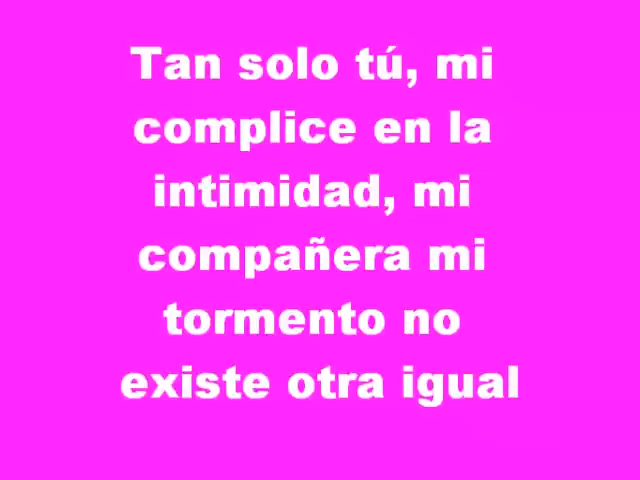 Tan solo tú, mi
complice en la
intimidad, mi
compañera mi
tormento no
existe otra igual